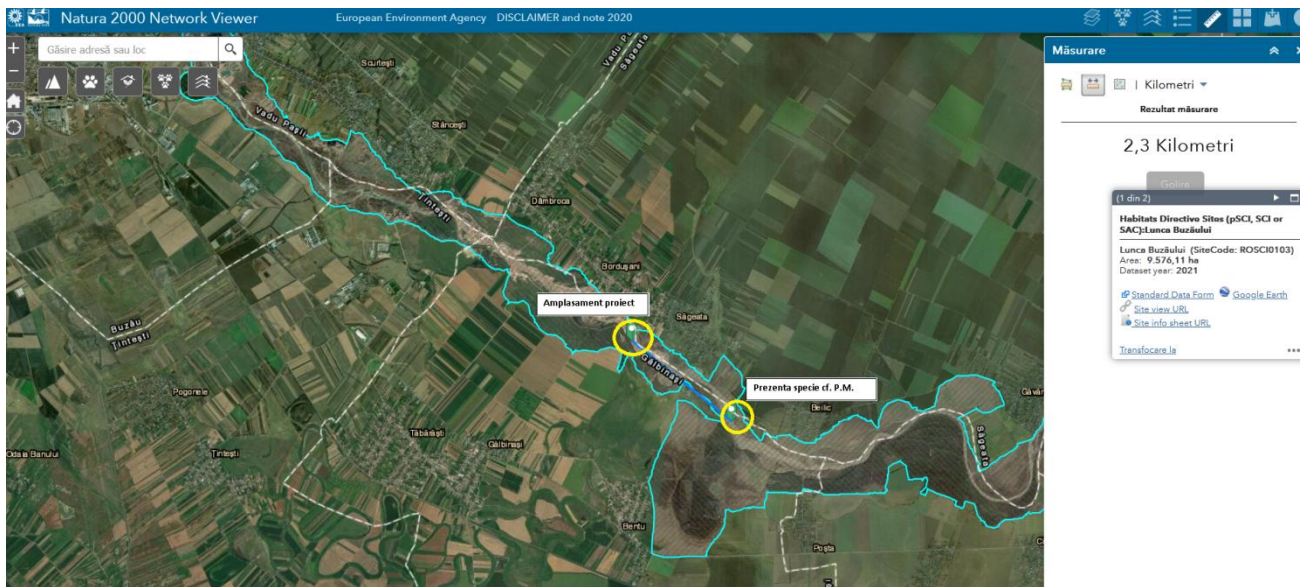 Natura 2000 Network Viewer
European Environment Agency DISCLAIMER and note 2020
Găsire adresă sau loc
Măsurare
Kilometri
Rezultat măsurare
2,3 Kilometri
Golire
(1 din 2)
Habitats Directive Sites (pSCI, SCI or
SAC):Lunca Buzăului
Lunca Buzăului (SiteCode: ROSCI0103)
Area: 9.576,11 ha
Dataset year: 2021
Standard Data Form Google Earth
Site view URL
Site info sheet URL
Transfocare la
Scurtești
Vadu Pașii
Săgeata
Vadu Pașii
Stăncești
Țintești
Dâmbroca
Bordușani
Amplasament proiect
Săgeata
Buzău
Țintești
Gălbinași
Prezenta specie cf. P.M.
Pogonele
Beilic
Săgeata
Tăbărăști
Gălbinași
Odaia Banului
Țintești
Bentu
Poșta